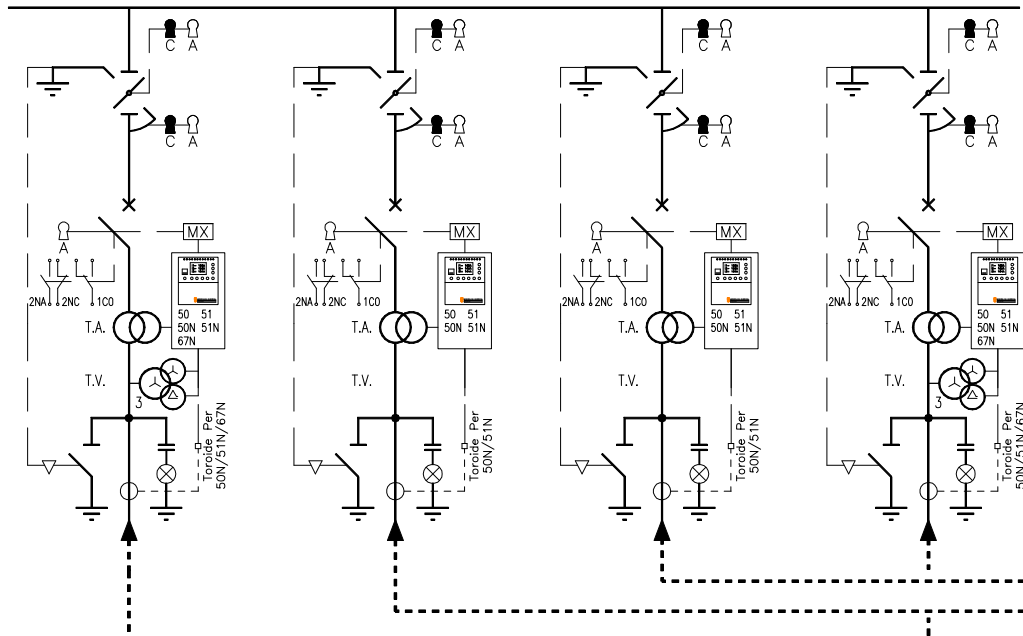 C A
C A
C A
C A
C A
C A
C A
C A
A
MX
A
MX
A
MX
A
MX
2NA
2NC
1CO
2NA
2NC
1CO
2NA
2NC
1CO
2NA
2NC
1CO
T.A.
50 51
50N 51N
67N
T.A.
50 51
50N 51N
T.A.
50 51
50N 51N
T.A.
50 51
50N 51N
67N
T.V.
3
T.V.
T.V.
T.V.
3
Toroide Per
50N/51N/67N
Toroide Per
50N/51N
Toroide Per
50N/51N
Toroide Per
50N/51N/67N